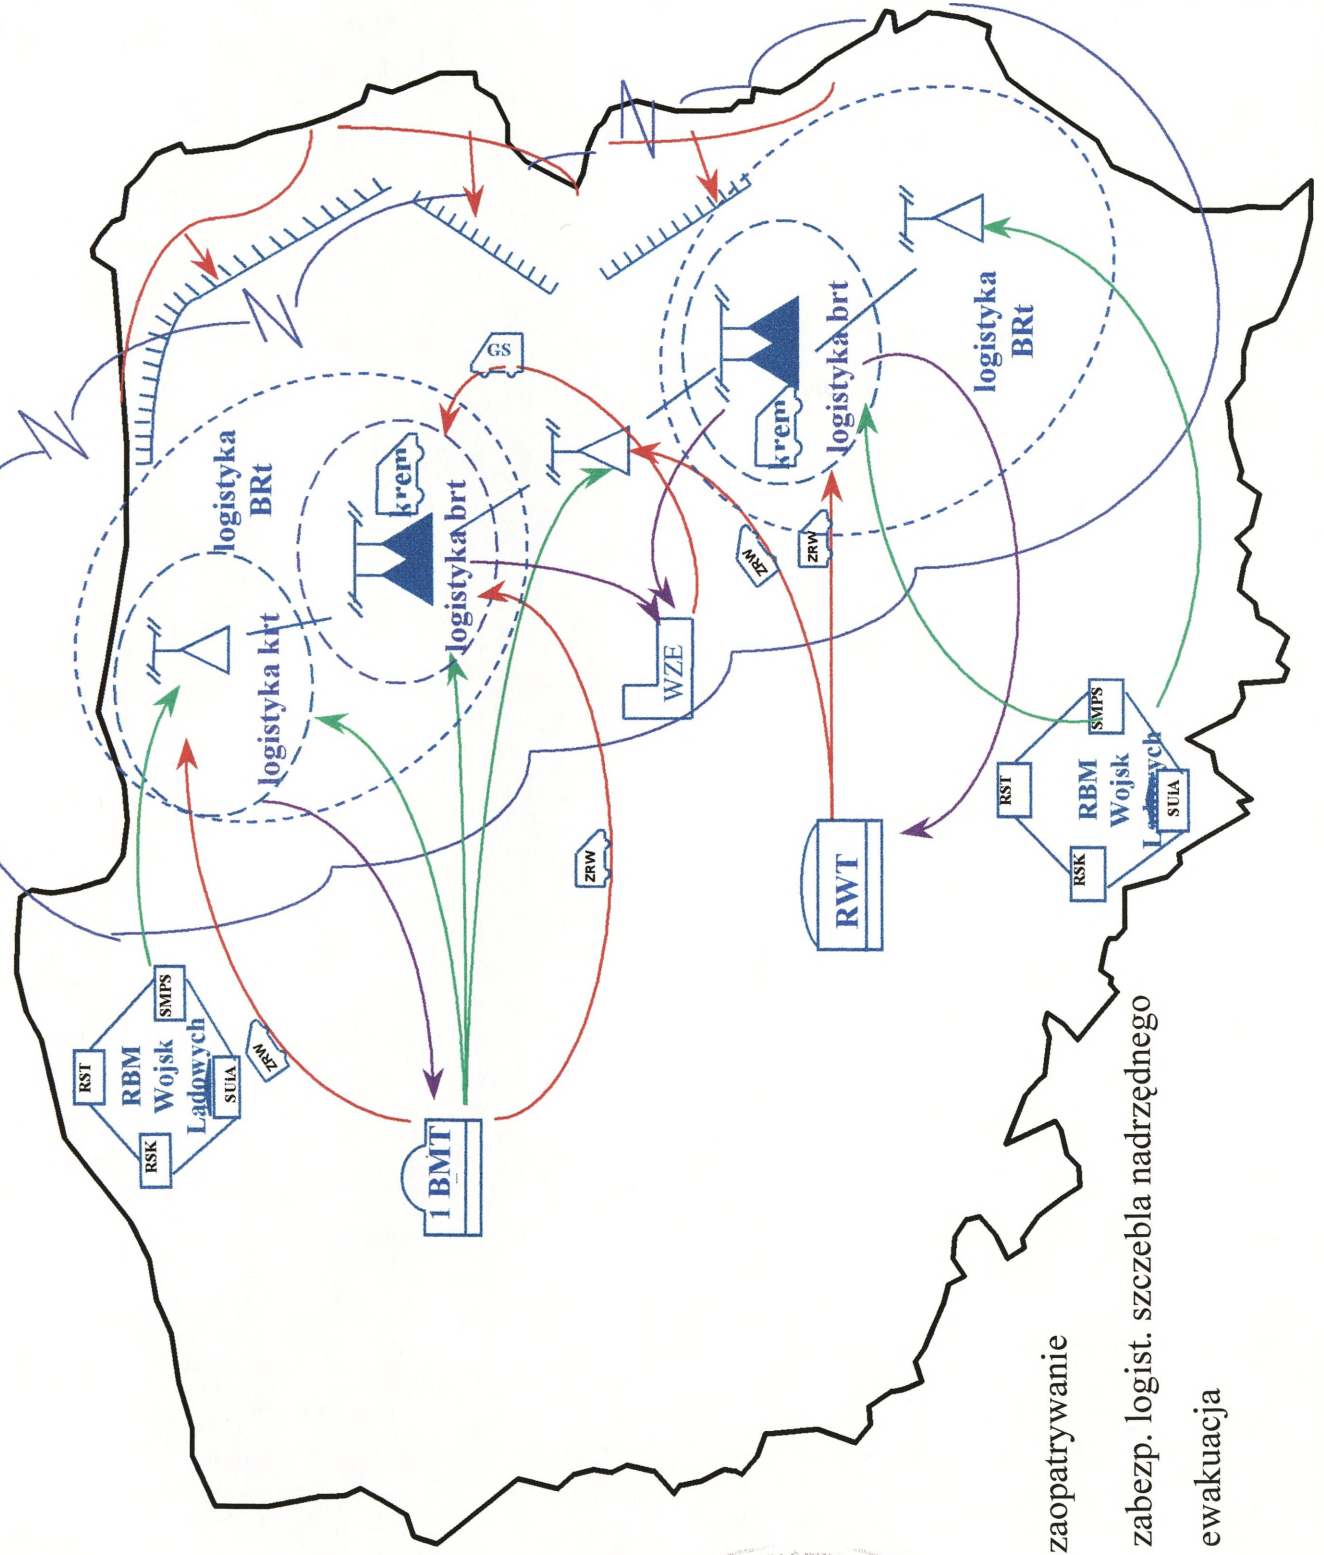 RST
RSK
RBM
Wojsk
Lądowych
SMPS
SUiA
ZRW
1 BMT
logistyka krt
logistyka
BRt
krem
logistyka brt
GS
ZRW
WZE
ZRW
ZRW
RWT
krem
logistyka brt
logistyka
BRt
RST
RSK
RBM
Wojsk
SMPS
SUiA
zaopatrywanie
zabezp. logist. szczebla nadrzędnego
ewakuacja